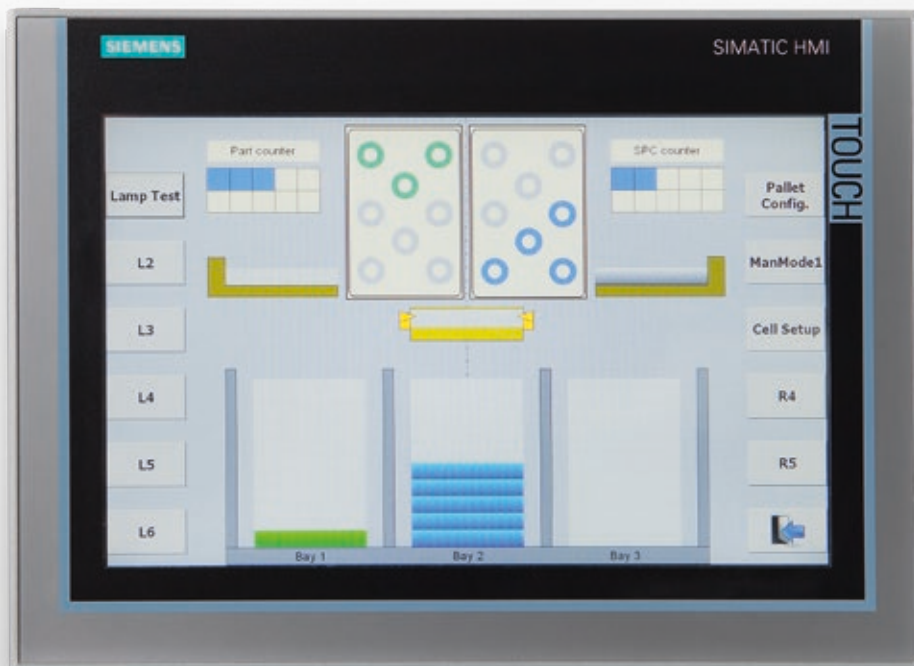 SIEMENS
SIMATIC HMI
TOUCH
Part counter
SPC counter
Lamp Test
L2
L3
L4
L5
L6
Pallet
Config.
ManMode1
Cell Setup
R4
R5
Bay 1
Bay 2
Bay 3